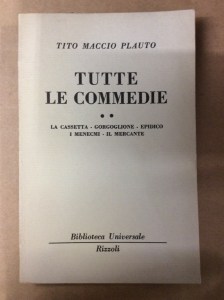 TITO MACCIO PLAUTO
TUTTE
LE COMMEDIE
• •
LA CASSETTA - GORGOGLIONE - EPIDICO
I MENECMI - IL MERCANTE
Biblioteca Universale
Rizzoli